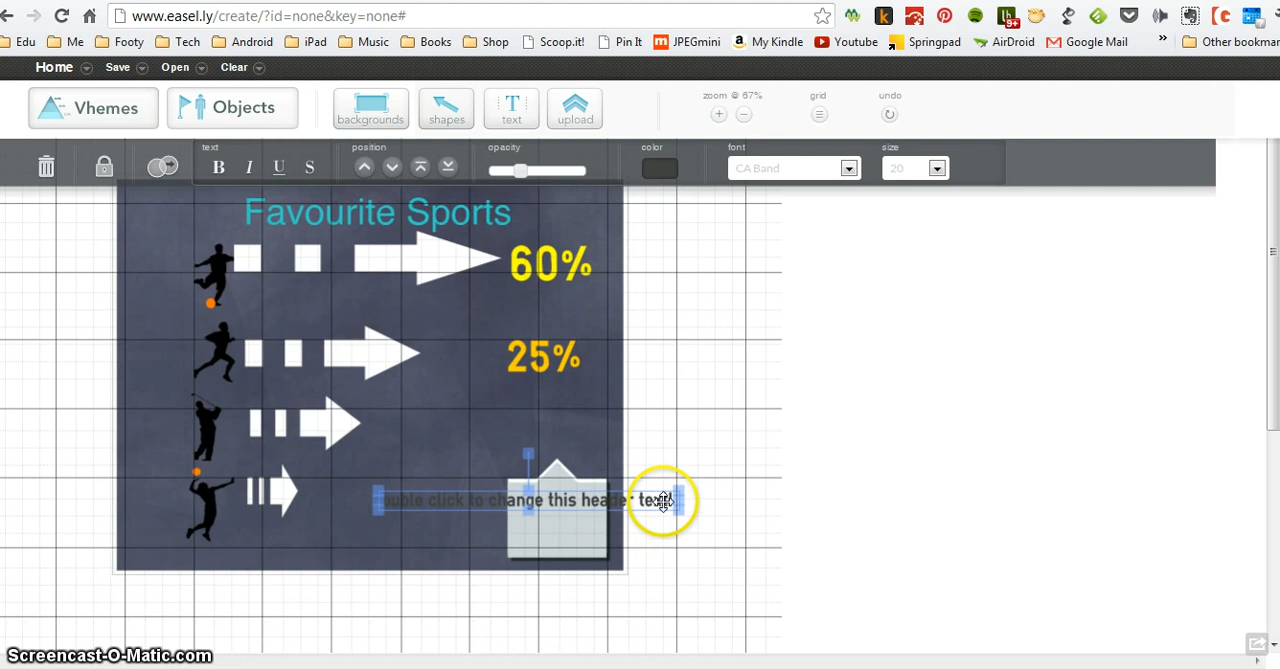 www.easel.ly/create/?id=none&key=none#
Edu Me Footy Tech Android iPad Music Books Shop Scoop.it! Pin It JPEGmini My Kindle Youtube Springpad AirDroid Google Mail » Other bookmar
Home Save Open Clear
Vhemes Objects backgrounds shapes text upload zoom @ 67% grid undo
text position opacity color font size
B I U S CA Band 20
Favourite Sports
60%
25%
uble click to change this header text
Screencast-O-Matic.com